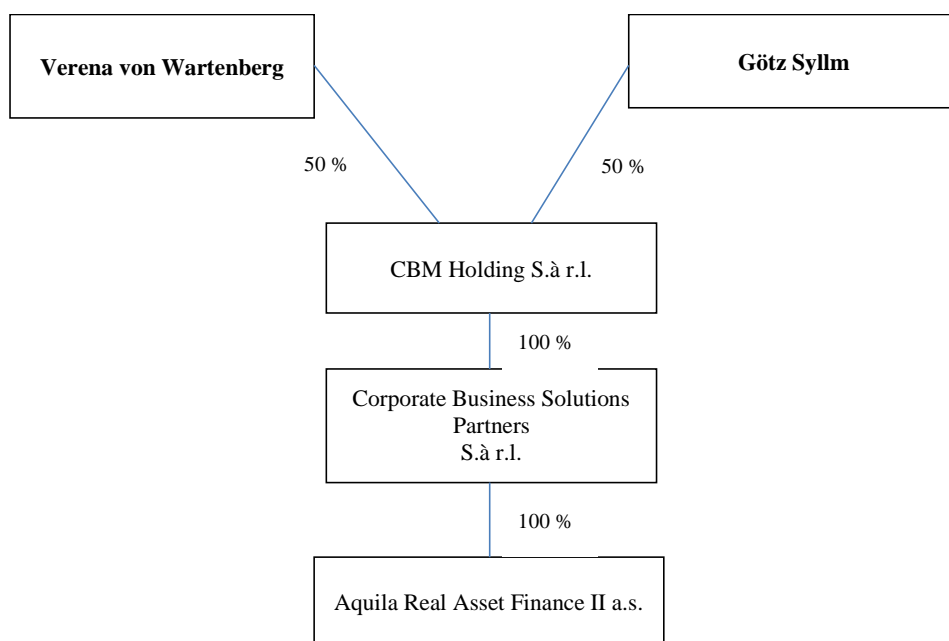 Verena von Wartenberg
Götz Syllm
50 %
50 %
CBM Holding S.à r.l.
100 %
Corporate Business Solutions
Partners
S.à r.l.
100 %
Aquila Real Asset Finance II a.s.